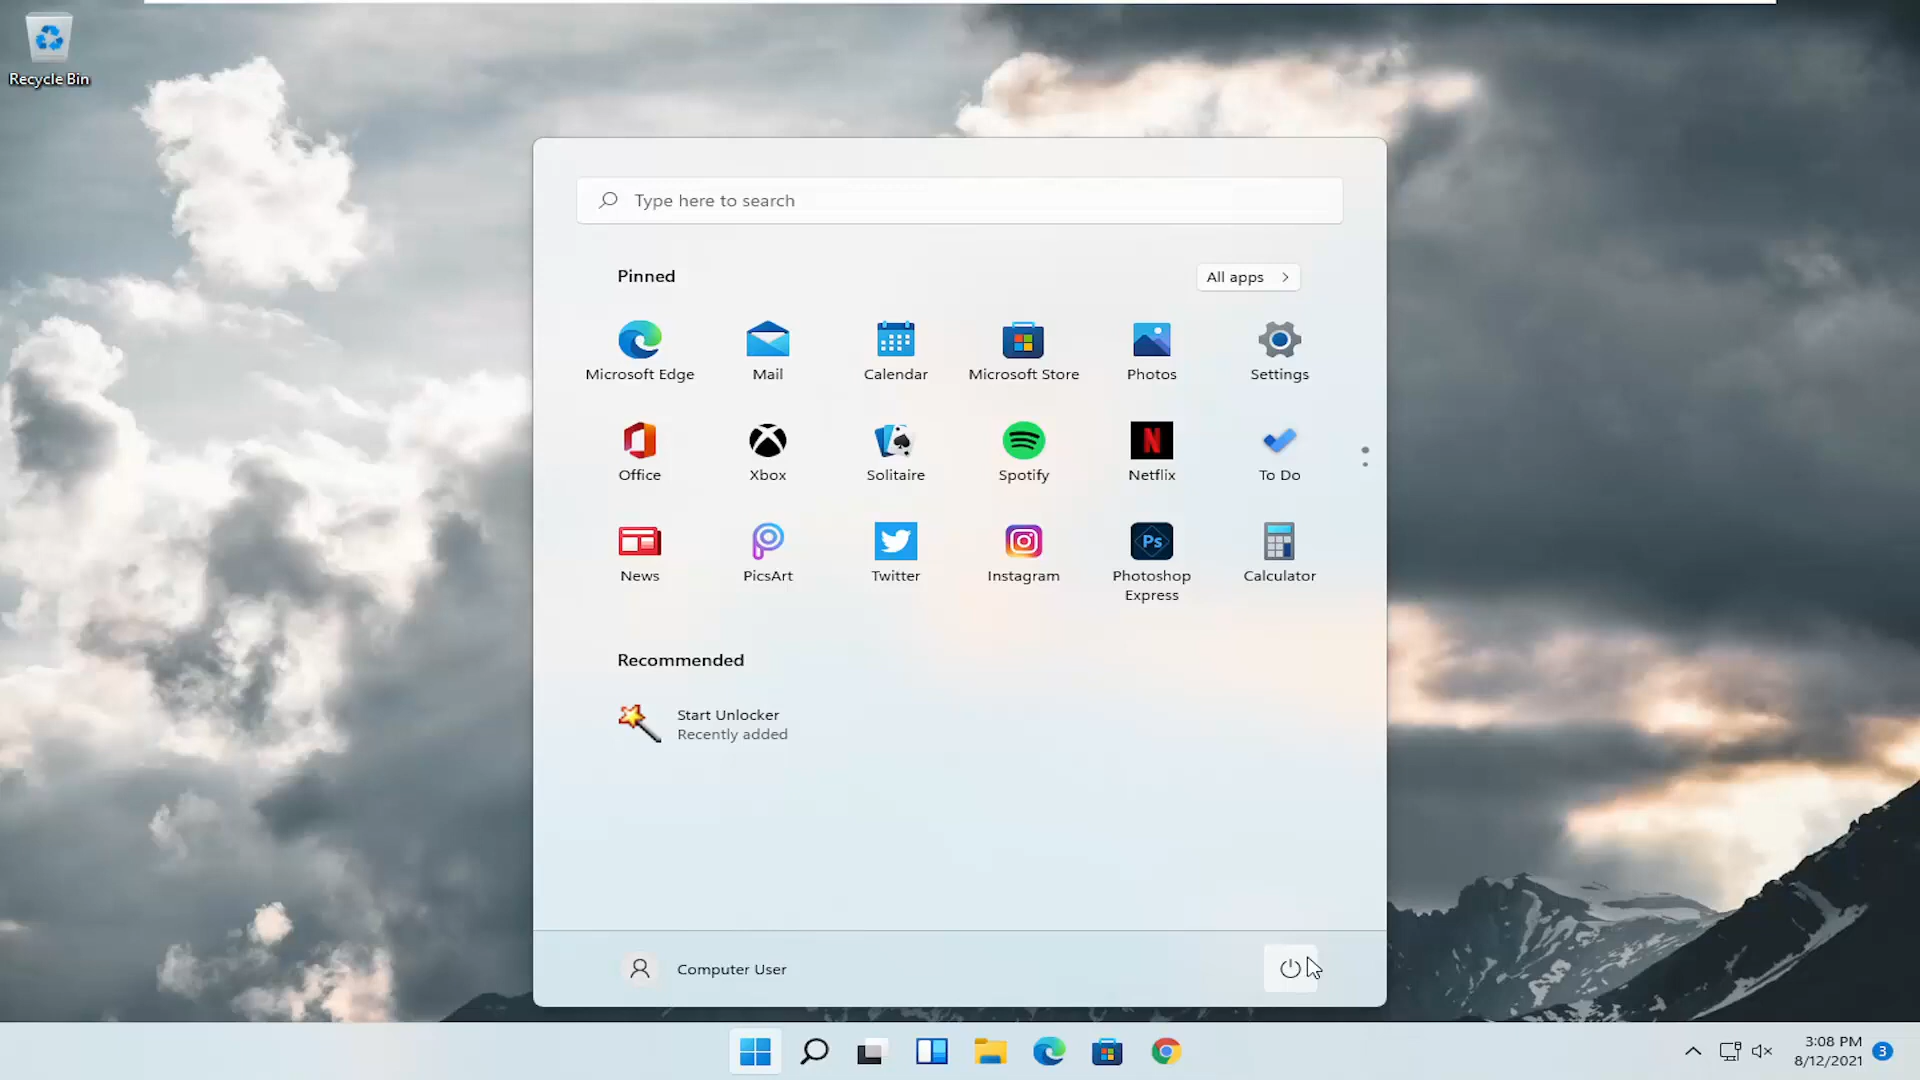 Recycle Bin
Type here to search
Pinned
All apps
Microsoft Edge
Mail
Calendar
Microsoft Store
Photos
Settings
Office
Xbox
Solitaire
Spotify
N
Netflix
To Do
News
PicsArt
Twitter
Instagram
Ps
Photoshop
Express
Calculator
Recommended
Start Unlocker
Recently added
Computer User
3:08 PM
8/12/2021
3